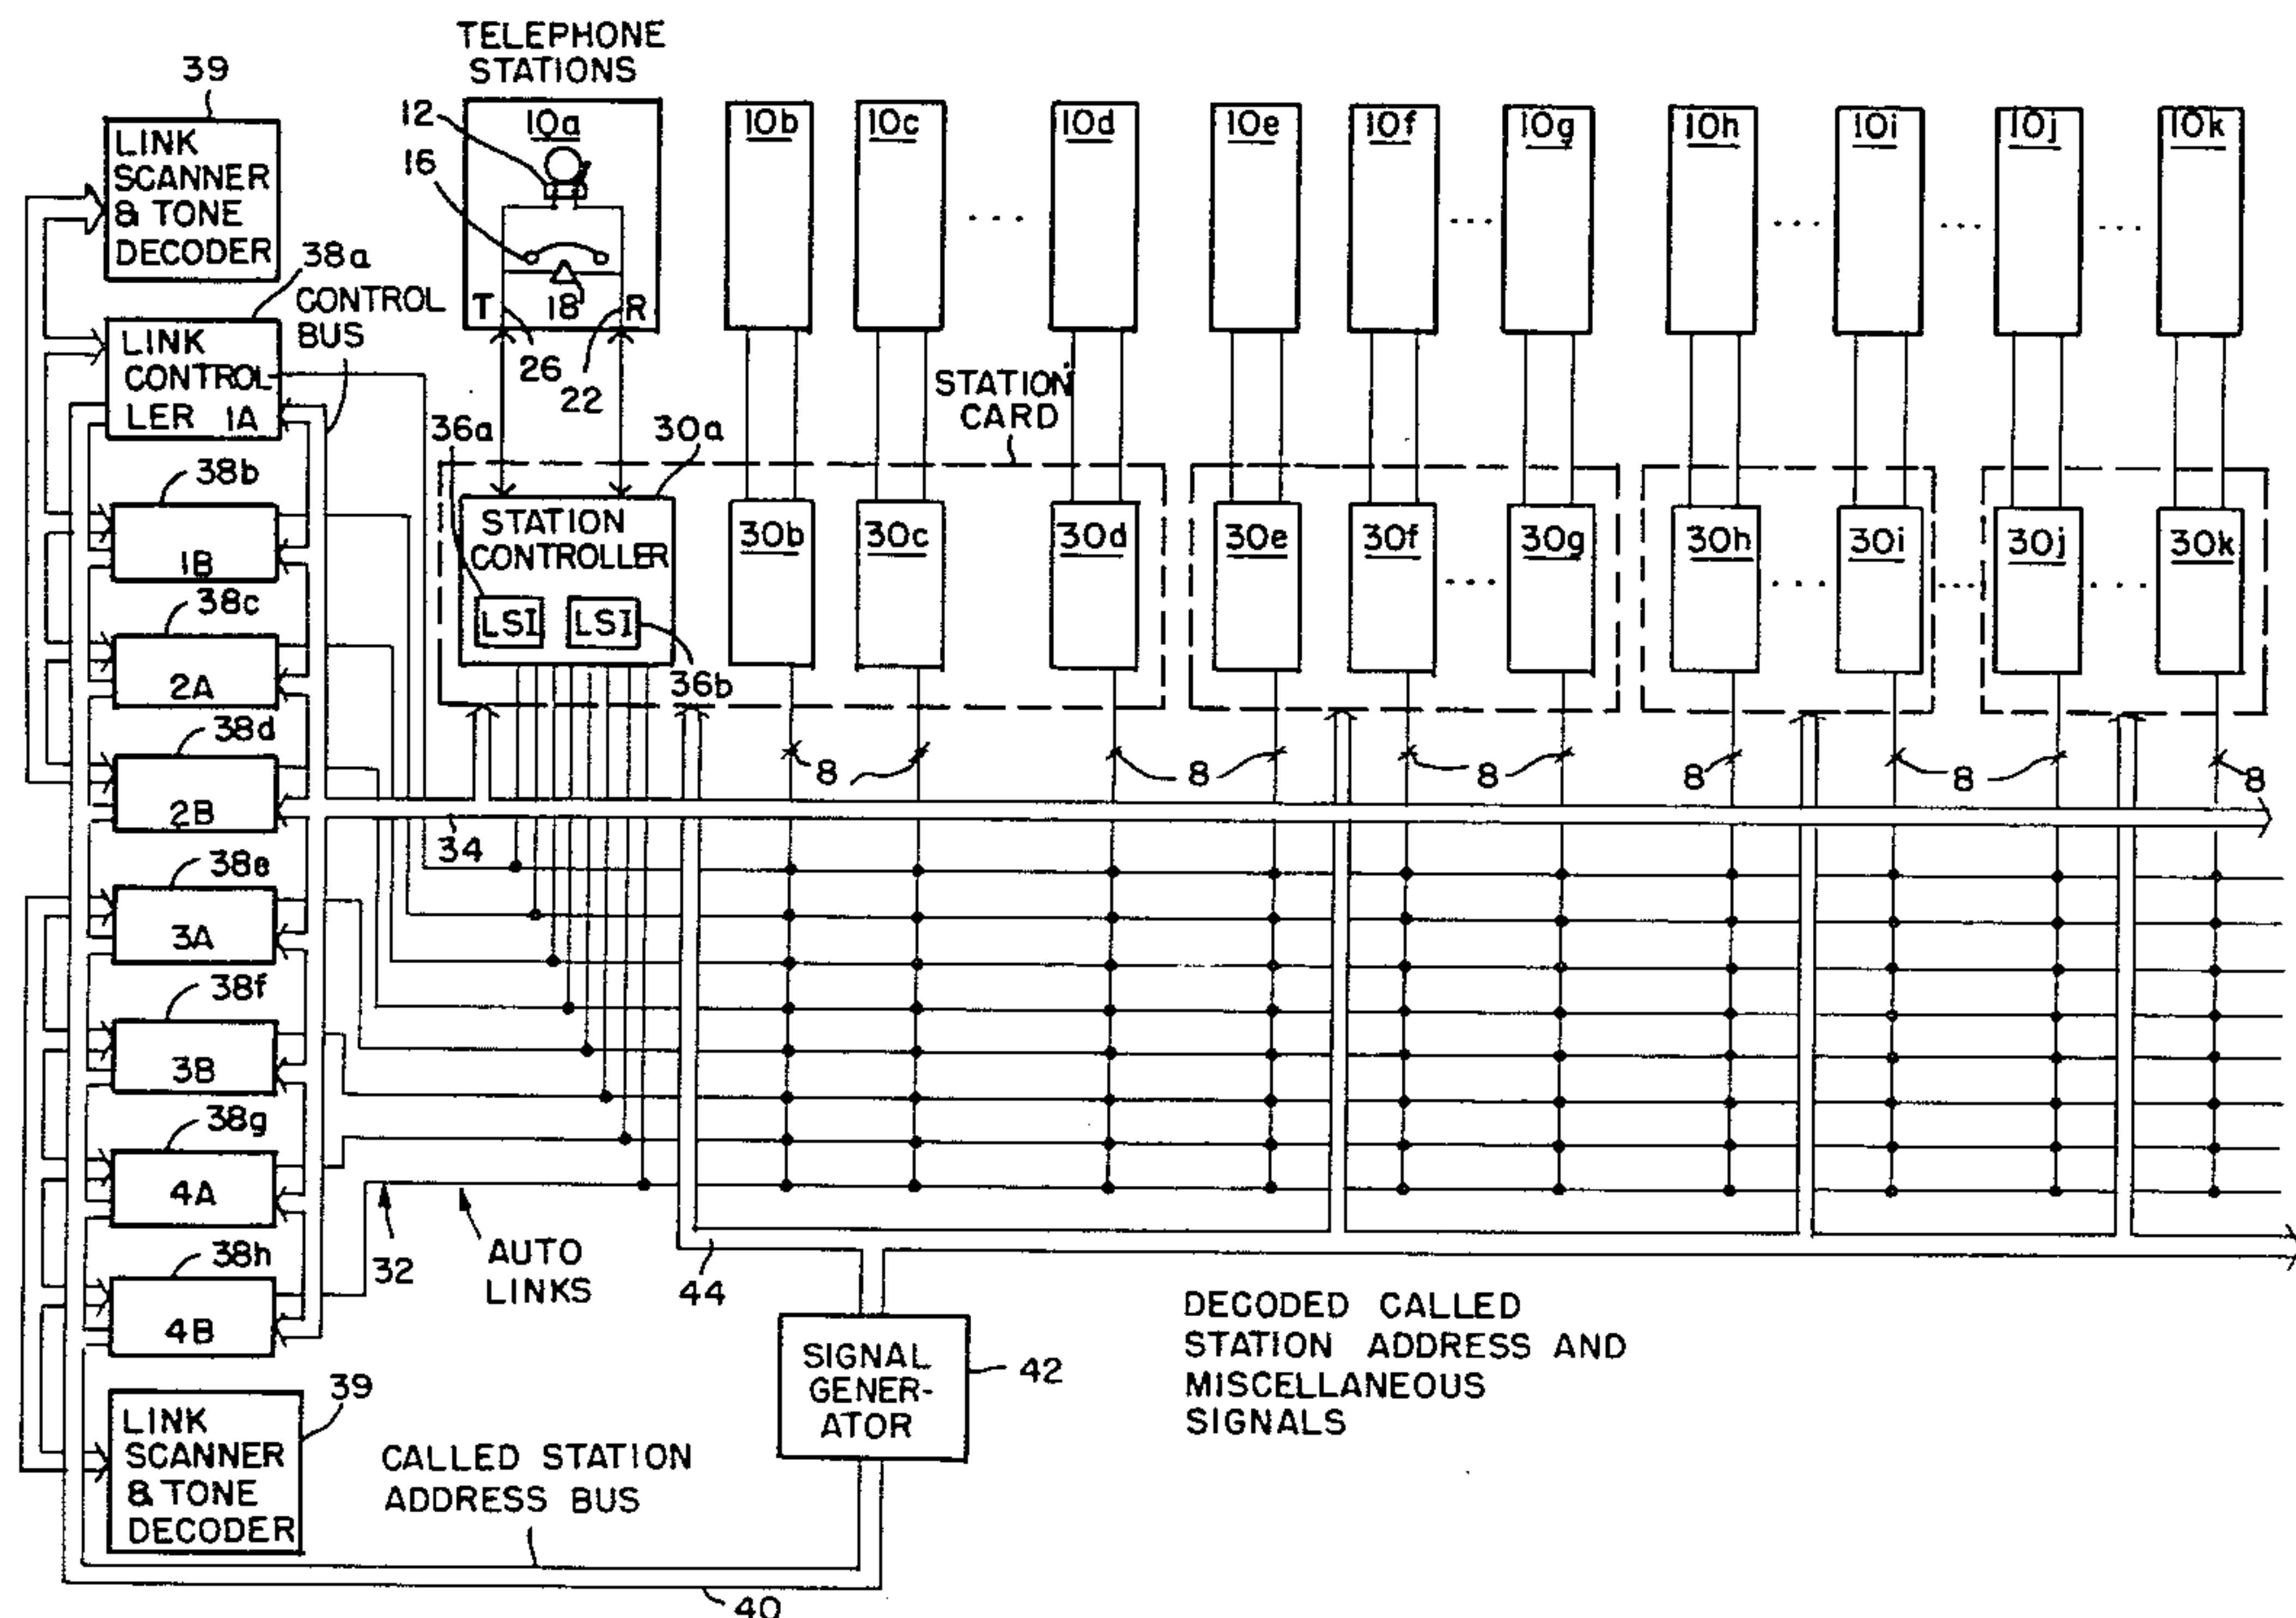 TELEPHONE
STATIONS
39
LINK
SCANNER
& TONE
DECODER
12
16
10a
18
T
R
26
22
10b
10c
10d
10e
10f
10g
10h
10i
10j
10k
38a
CONTROL
BUS
LINK
CONTROL-
LER 1A
STATION
CARD
36a
30a
STATION
CONTROLLER
LSI
LSI
36b
30b
30c
30d
30e
30f
30g
30h
30i
30j
30k
38b
1B
38c
2A
38d
2B
38e
3A
38f
3B
38g
4A
38h
4B
8
8
8
8
8
8
34
32
AUTO
LINKS
44
SIGNAL
GENER-
ATOR
42
DECODED CALLED
STATION ADDRESS AND
MISCELLANEOUS
SIGNALS
39
LINK
SCANNER
& TONE
DECODER
CALLED STATION
ADDRESS BUS
40